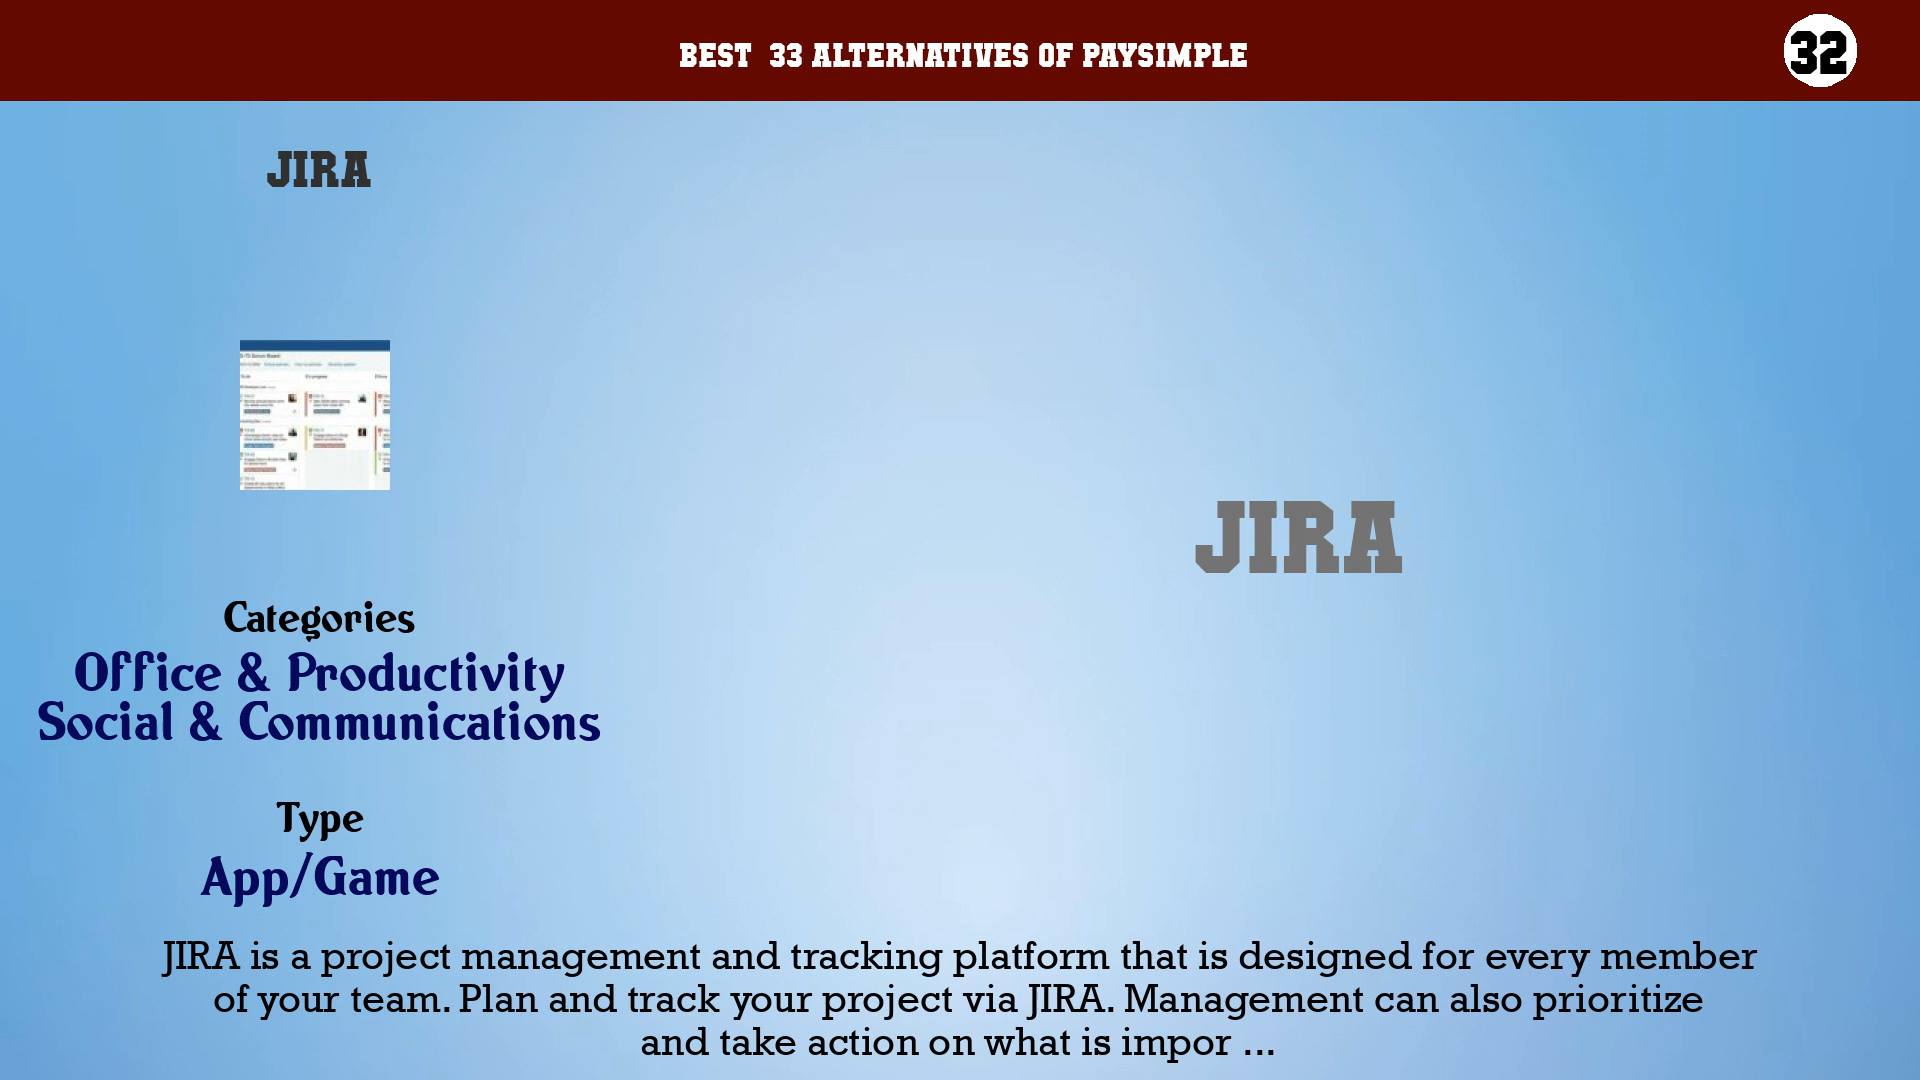 BEST 33 ALTERNATIVES OF PAYSIMPLE
32
JIRA
JIRA
Categories
Office & Productivity
Social & Communications
Type
App/Game
JIRA is a project management and tracking platform that is designed for every member
of your team. Plan and track your project via JIRA. Management can also prioritize
and take action on what is impor ...